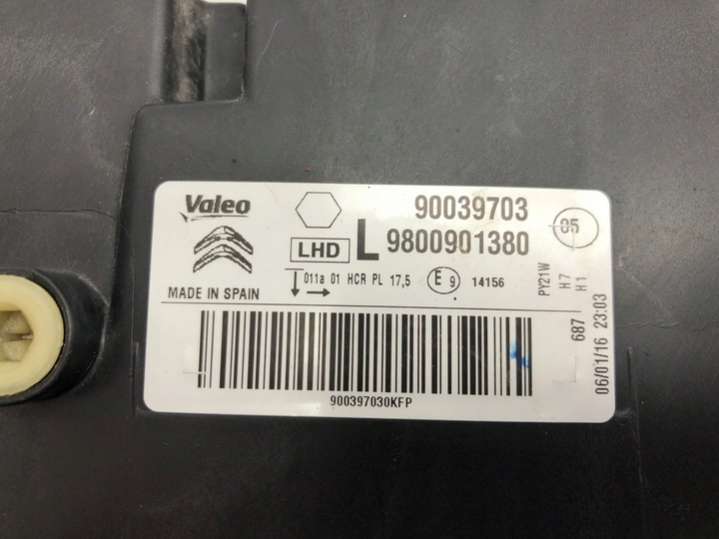 Valeo
90039703
05
LHD L 9800901380
011a 01 HCR PL 17,5 E 9 14156
MADE IN SPAIN
PY21W
H7
H1
687
06/01/16 23:03
900397030KFP